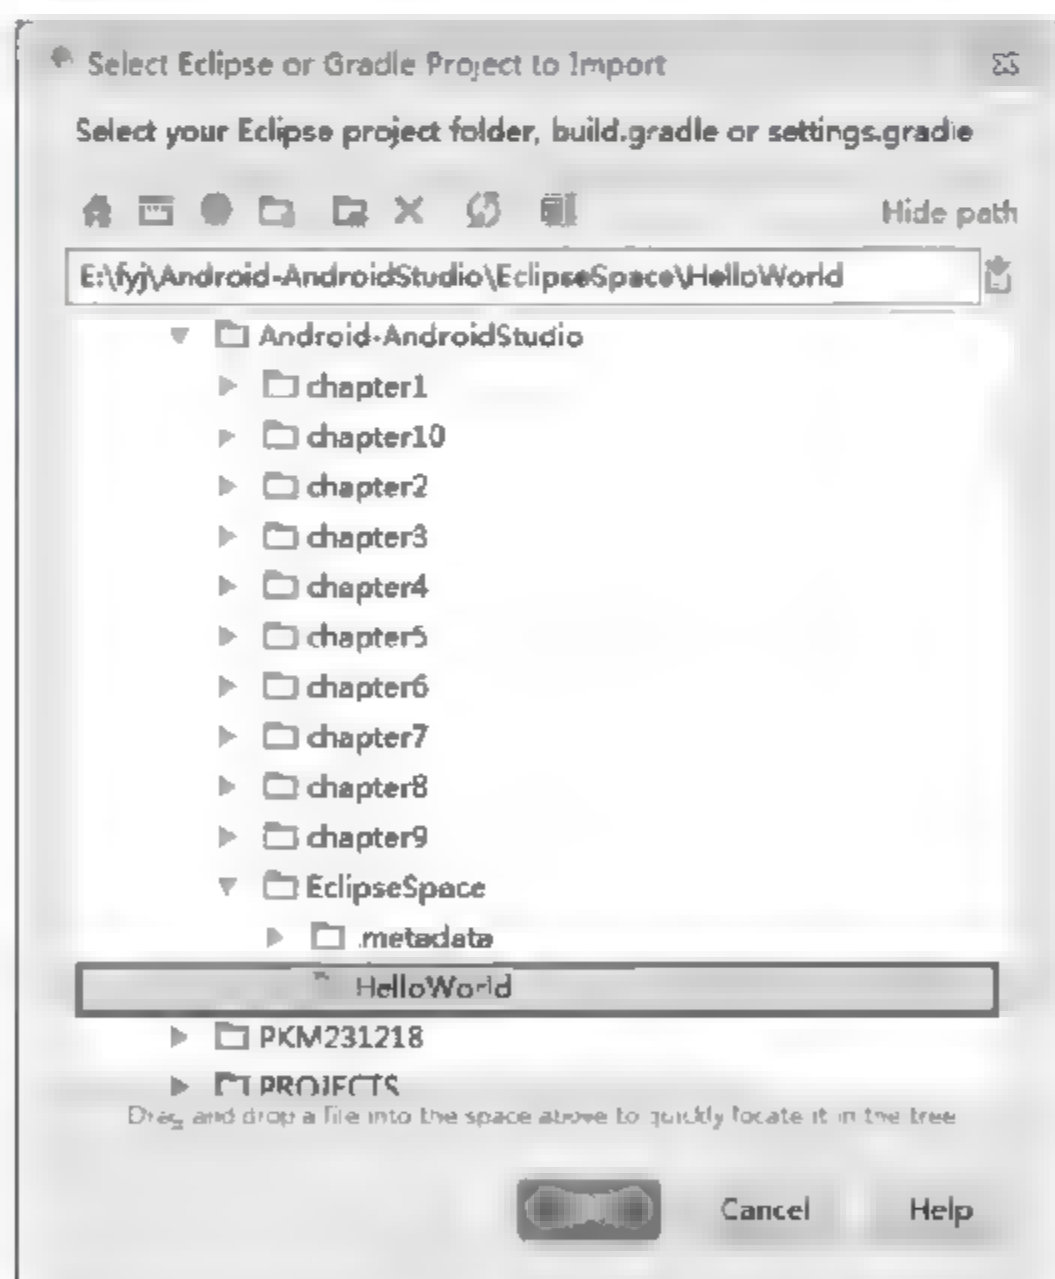 Select Eclipse or Gradle Project to Import
Select your Eclipse project folder, build.gradle or settings.gradle
Hide path
E:\fyj\Android-AndroidStudio\EclipseSpace\HelloWorld
Android-AndroidStudio
chapter1
chapter10
chapter2
chapter3
chapter4
chapter5
chapter6
chapter7
chapter8
chapter9
EclipseSpace
.metadata
HelloWorld
PKM231218
PROJECTS
Drag and drop a file into the space above to quickly locate it in the tree
Cancel Help